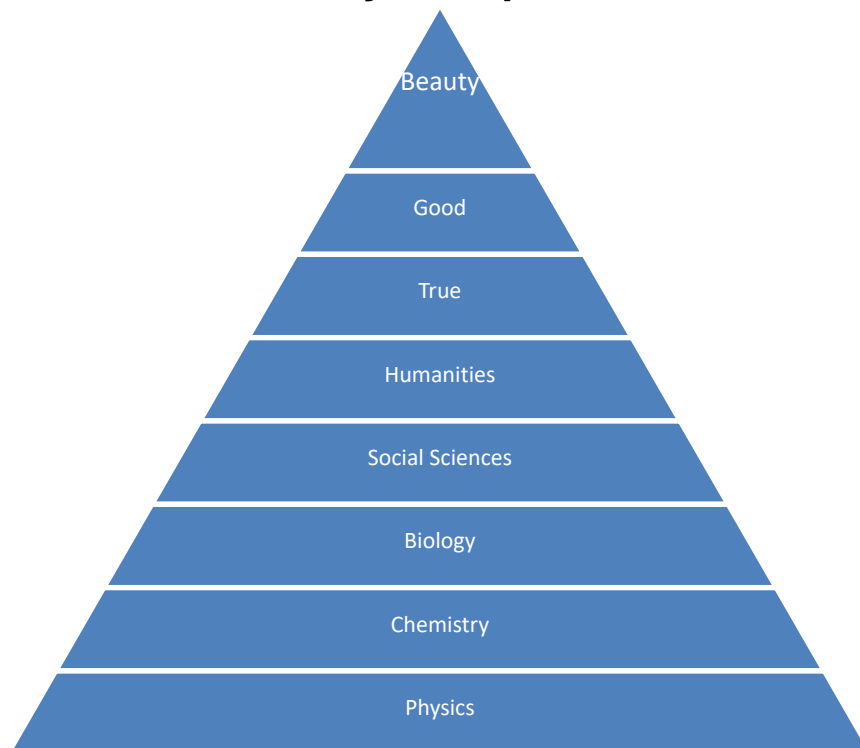 Beauty
Good
True
Humanities
Social Sciences
Biology
Chemistry
Physics